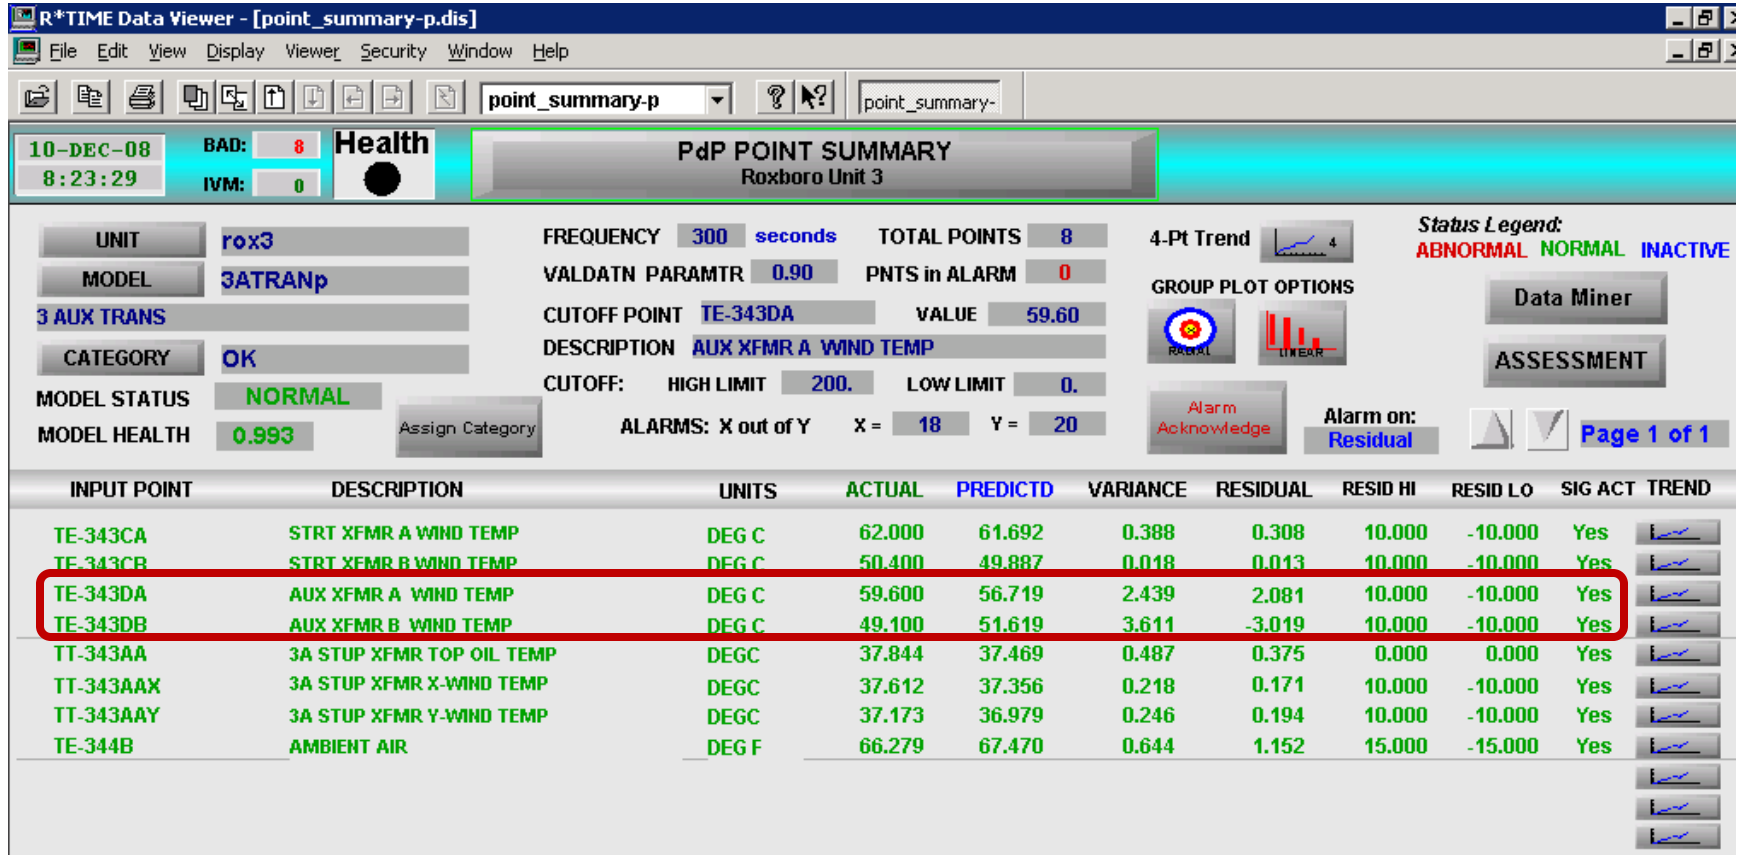 R*TIME Data Viewer - [point_summary-p.dis]
File Edit View Display Viewer Security Window Help
point_summary-p point_summary-
10-DEC-08 BAD: 8 Health PdP POINT SUMMARY
8:23:29 IVM: 0 Roxboro Unit 3
UNIT rox3 FREQUENCY 300 seconds TOTAL POINTS 8 4-Pt Trend 4 Status Legend:
ABNORMAL NORMAL INACTIVE
MODEL 3ATRANp VALDATN PARAMTR 0.90 PNTS in ALARM 0 GROUP PLOT OPTIONS Data Miner
3 AUX TRANS CUTOFF POINT TE-343DA VALUE 59.60
CATEGORY OK DESCRIPTION AUX XFMR A WIND TEMP RADIAL LINEAR ASSESSMENT
MODEL STATUS NORMAL CUTOFF: HIGH LIMIT 200. LOW LIMIT 0.
MODEL HEALTH 0.993 Assign Category ALARMS: X out of Y X = 18 Y = 20 Alarm Acknowledge Alarm on: Residual Page 1 of 1
INPUT POINT DESCRIPTION UNITS ACTUAL PREDICTD VARIANCE RESIDUAL RESID HI RESID LO SIG ACT TREND
TE-343CA STRT XFMR A WIND TEMP DEG C 62.000 61.692 0.388 0.308 10.000 -10.000 Yes
TE-343CB STRT XFMR B WIND TEMP DEG C 50.400 49.887 0.018 0.013 10.000 -10.000 Yes
TE-343DA AUX XFMR A WIND TEMP DEG C 59.600 56.719 2.439 2.081 10.000 -10.000 Yes
TE-343DB AUX XFMR B WIND TEMP DEG C 49.100 51.619 3.611 -3.019 10.000 -10.000 Yes
TT-343AA 3A STUP XFMR TOP OIL TEMP DEGC 37.844 37.469 0.487 0.375 0.000 0.000 Yes
TT-343AAX 3A STUP XFMR X-WIND TEMP DEGC 37.612 37.356 0.218 0.171 10.000 -10.000 Yes
TT-343AAY 3A STUP XFMR Y-WIND TEMP DEGC 37.173 36.979 0.246 0.194 10.000 -10.000 Yes
TE-344B AMBIENT AIR DEG F 66.279 67.470 0.644 1.152 15.000 -15.000 Yes